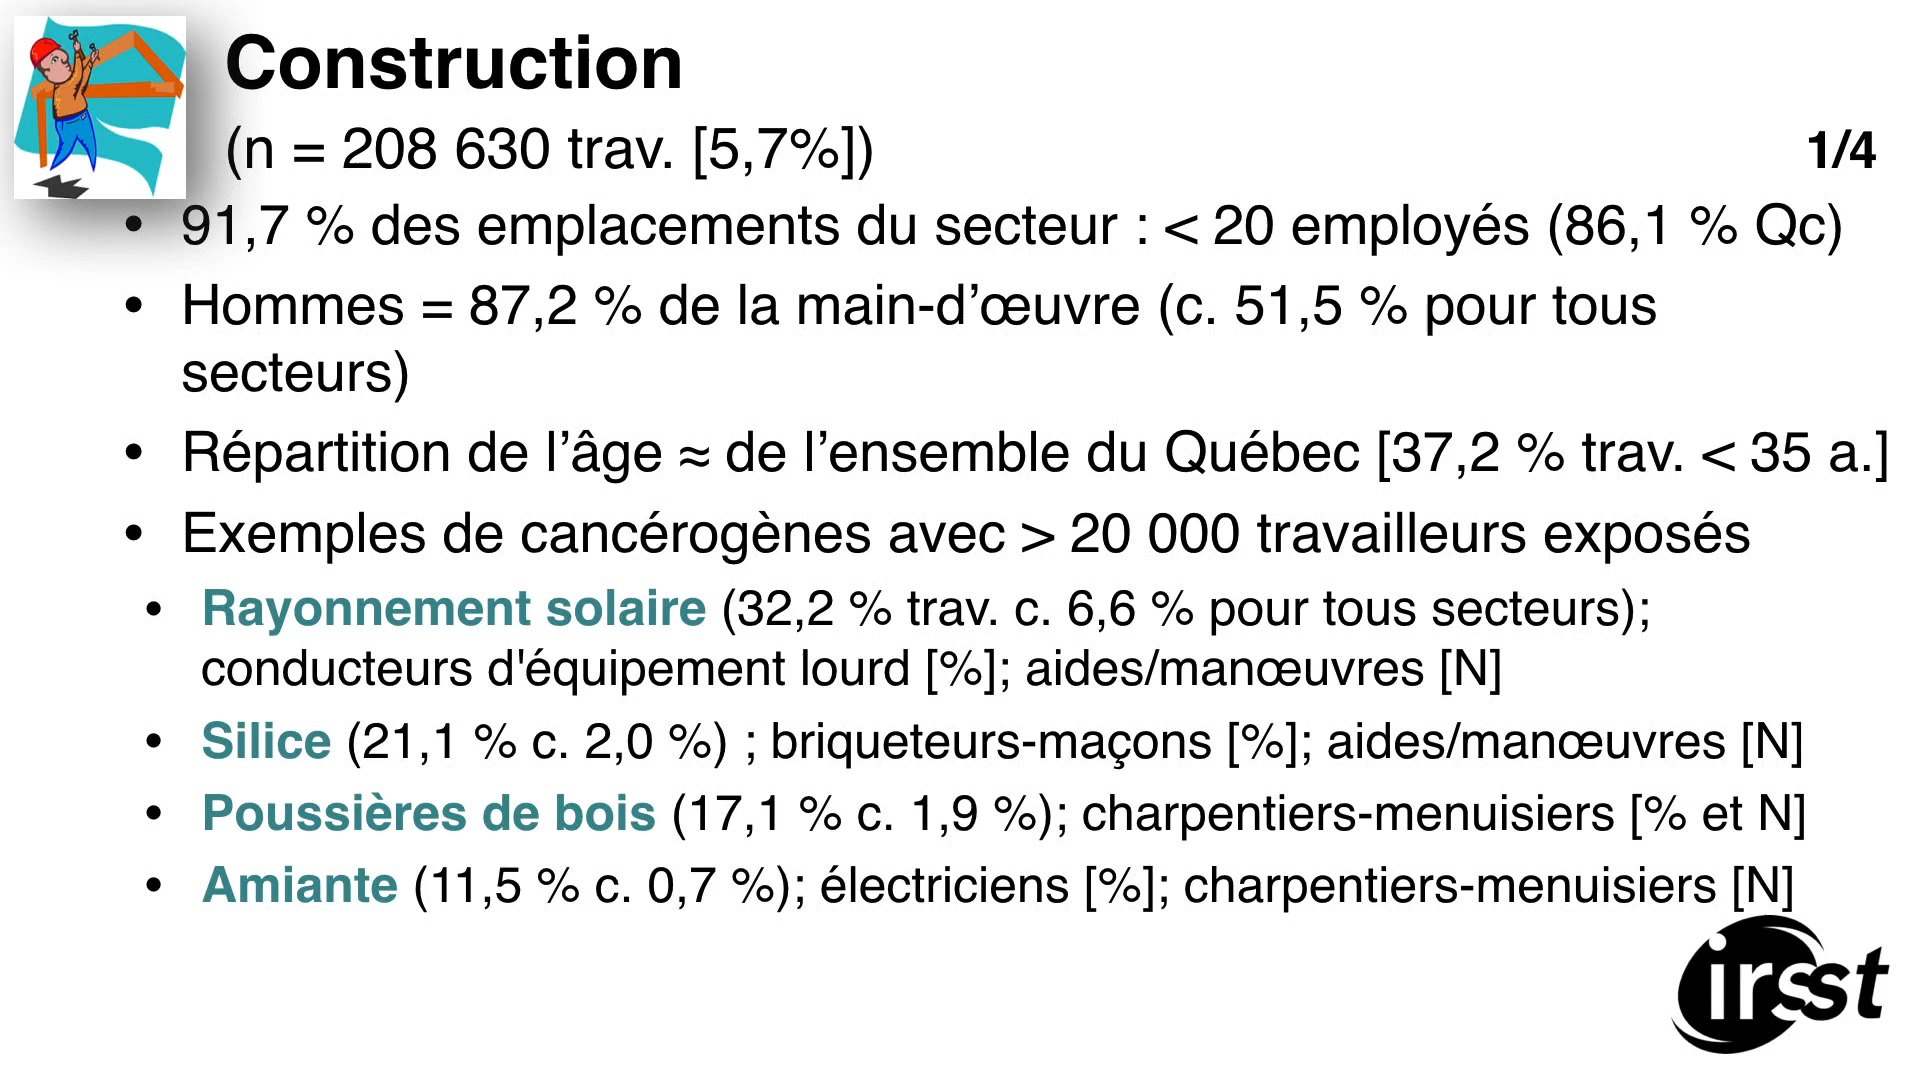 Construction
(n = 208 630 trav. [5,7%])
1/4
• 91,7 % des emplacements du secteur : < 20 employés (86,1 % Qc)
• Hommes = 87,2 % de la main-d’œuvre (c. 51,5 % pour tous
secteurs)
• Répartition de l’âge ≈ de l’ensemble du Québec [37,2 % trav. < 35 a.]
• Exemples de cancérogènes avec > 20 000 travailleurs exposés
• Rayonnement solaire (32,2 % trav. c. 6,6 % pour tous secteurs);
conducteurs d'équipement lourd [%]; aides/manœuvres [N]
• Silice (21,1 % c. 2,0 %) ; briqueteurs-maçons [%]; aides/manœuvres [N]
• Poussières de bois (17,1 % c. 1,9 %); charpentiers-menuisiers [% et N]
• Amiante (11,5 % c. 0,7 %); électriciens [%]; charpentiers-menuisiers [N]
irsst